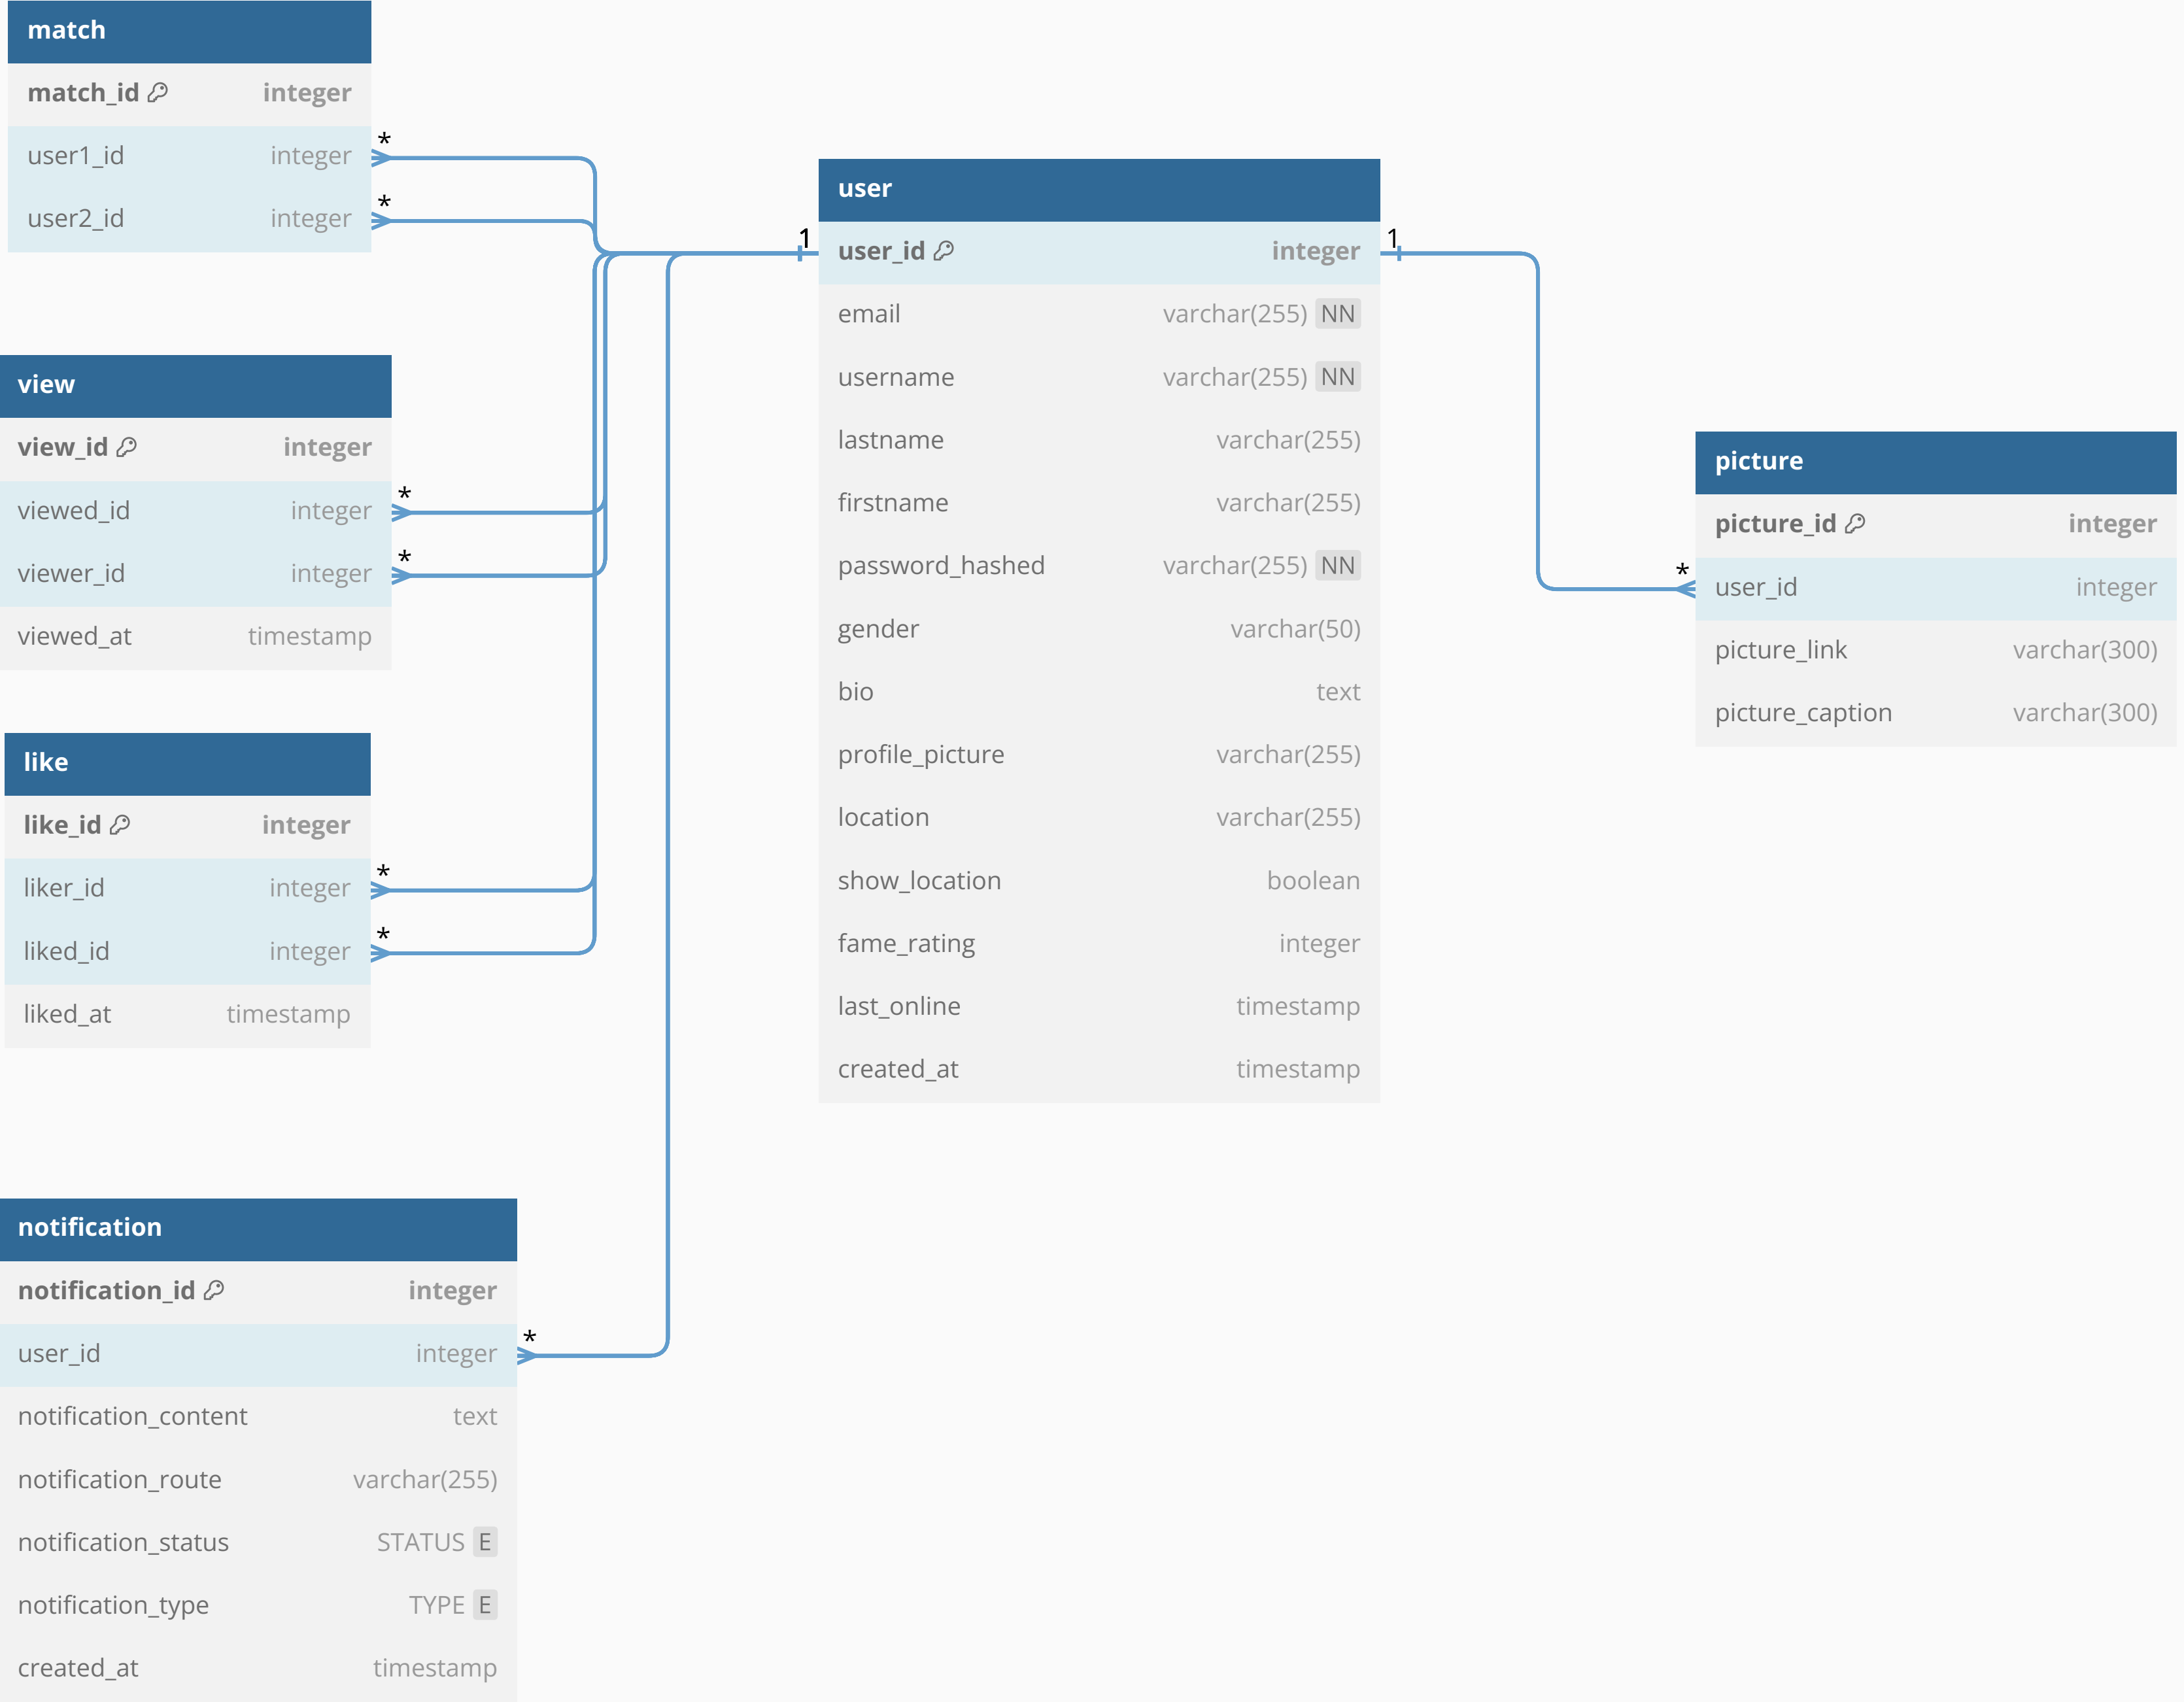 match
match_id integer
user1_id integer *
user2_id integer *
view
view_id integer
viewed_id integer *
viewer_id integer *
viewed_at timestamp
like
like_id integer
liker_id integer *
liked_id integer *
liked_at timestamp
notification
notification_id integer
user_id integer *
notification_content text
notification_route varchar(255)
notification_status STATUS E
notification_type TYPE E
created_at timestamp
user
1 user_id integer 1
email varchar(255) NN
username varchar(255) NN
lastname varchar(255)
firstname varchar(255)
password_hashed varchar(255) NN
gender varchar(50)
bio text
profile_picture varchar(255)
location varchar(255)
show_location boolean
fame_rating integer
last_online timestamp
created_at timestamp
picture
picture_id integer
* user_id integer
picture_link varchar(300)
picture_caption varchar(300)